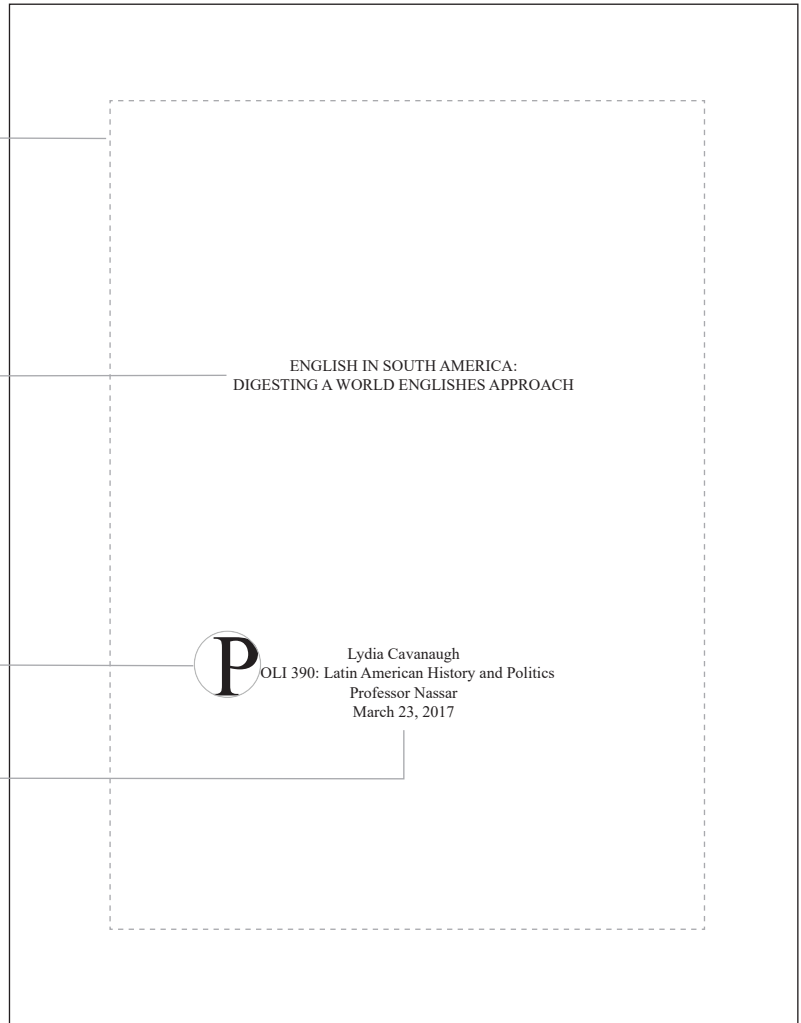 ENGLISH IN SOUTH AMERICA:
DIGESTING A WORLD ENGLISHES APPROACH
Lydia Cavanaugh
POLI 390: Latin American History and Politics
Professor Nassar
March 23, 2017